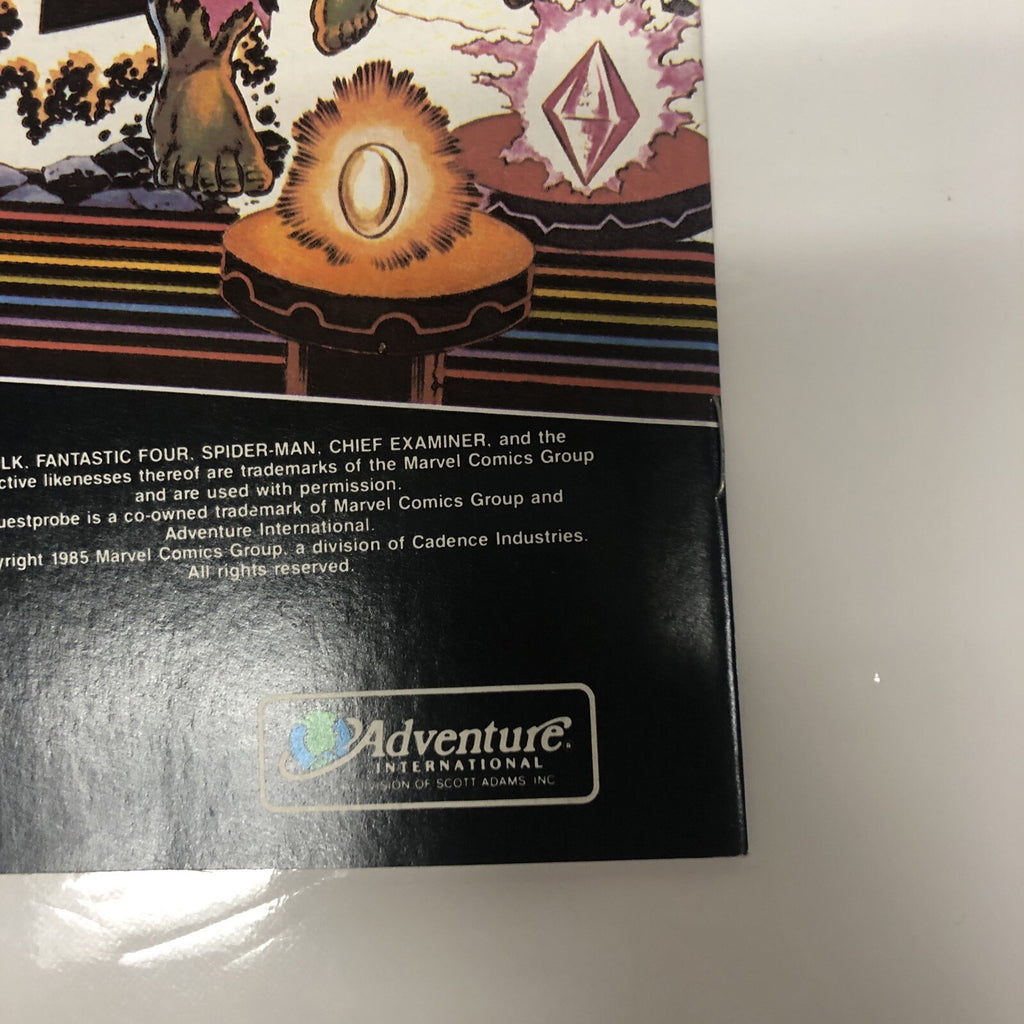 LK, FANTASTIC FOUR, SPIDER-MAN, CHIEF EXAMINER, and the
ctive likenesses thereof are trademarks of the Marvel Comics Group
and are used with permission.
uestprobe is a co-owned trademark of Marvel Comics Group and
Adventure International.
yright 1985 Marvel Comics Group, a division of Cadence Industries.
All rights reserved.
Adventure
INTERNATIONAL
VISION OF SCOTT ADAMS INC